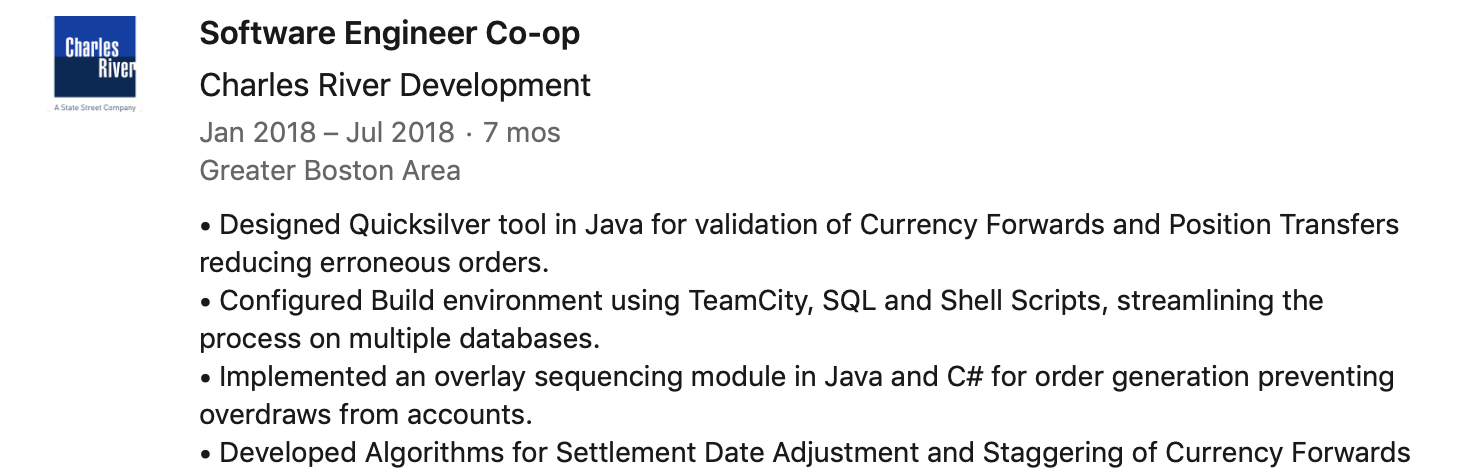 Charles
River
A State Street Company
Software Engineer Co-op
Charles River Development
Jan 2018 – Jul 2018 · 7 mos
Greater Boston Area
• Designed Quicksilver tool in Java for validation of Currency Forwards and Position Transfers
reducing erroneous orders.
• Configured Build environment using TeamCity, SQL and Shell Scripts, streamlining the
process on multiple databases.
• Implemented an overlay sequencing module in Java and C# for order generation preventing
overdraws from accounts.
• Developed Algorithms for Settlement Date Adjustment and Staggering of Currency Forwards